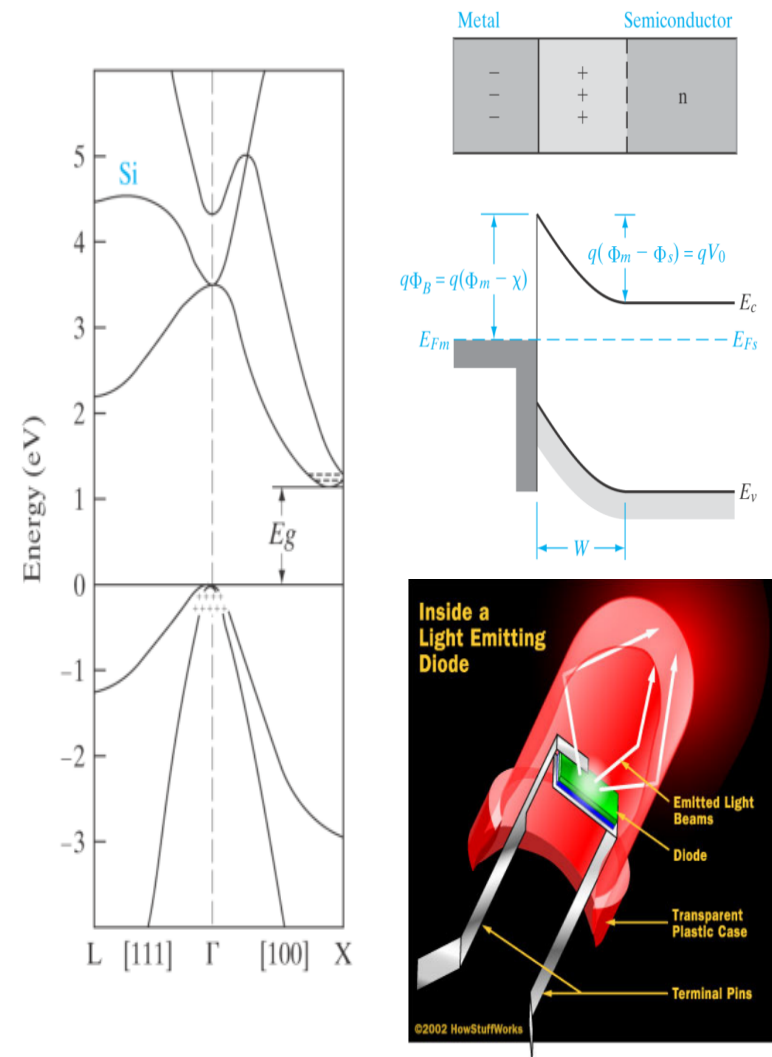 Si
Energy (eV)
5
4
3
2
1
0
−1
−2
−3
Eg
+ + + +
+ + + + +
L [111] Γ [100] X
Metal Semiconductor
− +
− + n
− +
qΦB = q(Φm − χ)
q( Φm − Φs) = qV0
Ec
EFm EFs
Ev
W
Inside a
Light Emitting
Diode
Emitted Light
Beams
Diode
Transparent
Plastic Case
Terminal Pins
©2002 HowStuffWorks